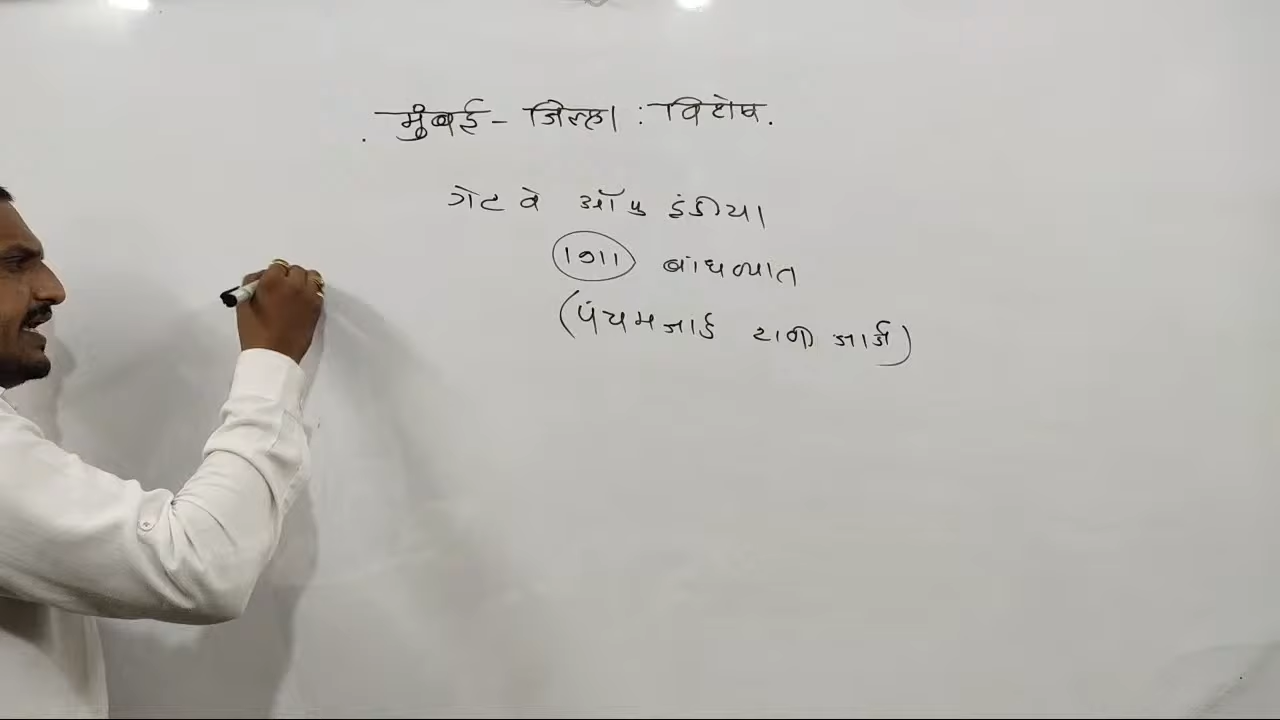 मुंबई - जिल्हा : विशेष.
गेट वे ऑफ इंडीया
1911 बांधण्यात
(पंचम जार्ज राणी जार्ज)